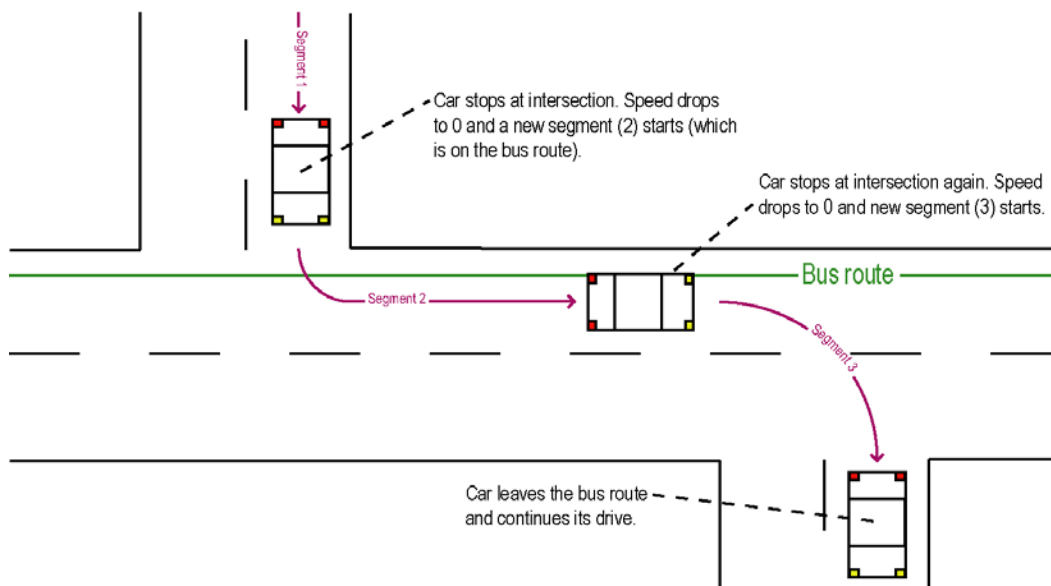 Segment 1
Car stops at intersection. Speed drops
to 0 and a new segment (2) starts (which
is on the bus route).
Car stops at intersection again. Speed
drops to 0 and new segment (3) starts.
Bus route
Segment 2
Segment 3
Car leaves the bus route
and continues its drive.